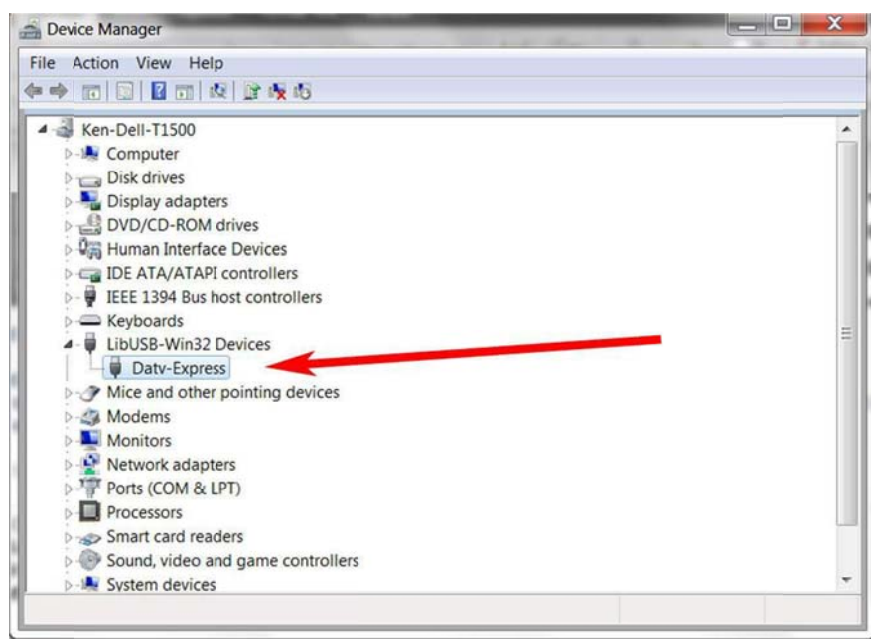 Device Manager
File Action View Help
Ken-Dell-T1500
Computer
Disk drives
Display adapters
DVD/CD-ROM drives
Human Interface Devices
IDE ATA/ATAPI controllers
IEEE 1394 Bus host controllers
Keyboards
LibUSB-Win32 Devices
Datv-Express
Mice and other pointing devices
Modems
Monitors
Network adapters
Ports (COM & LPT)
Processors
Smart card readers
Sound, video and game controllers
System devices